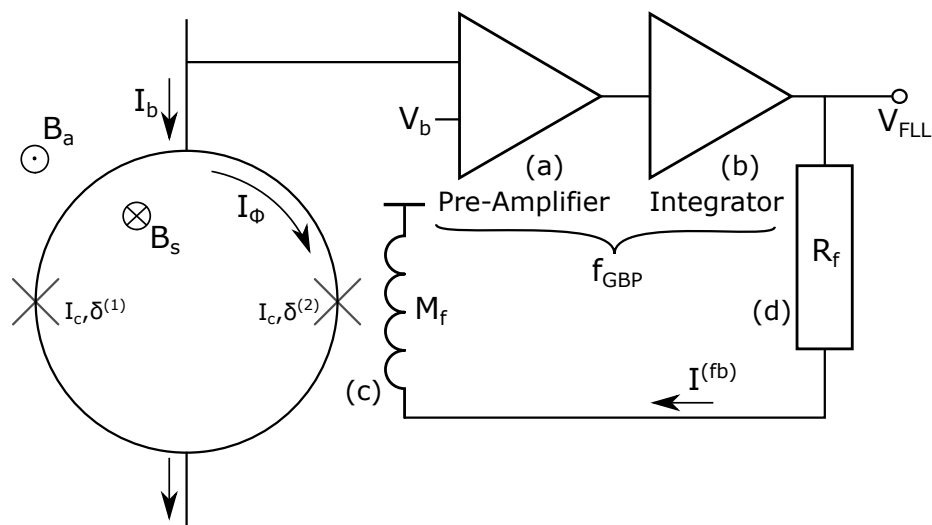 I_b
B_a
V_b
V_FLL
(a)
(b)
Pre-Amplifier
Integrator
I_Φ
B_s
f_GBP
R_f
I_c,δ^(1)
I_c,δ^(2)
M_f
(d)
(c)
I^(fb)